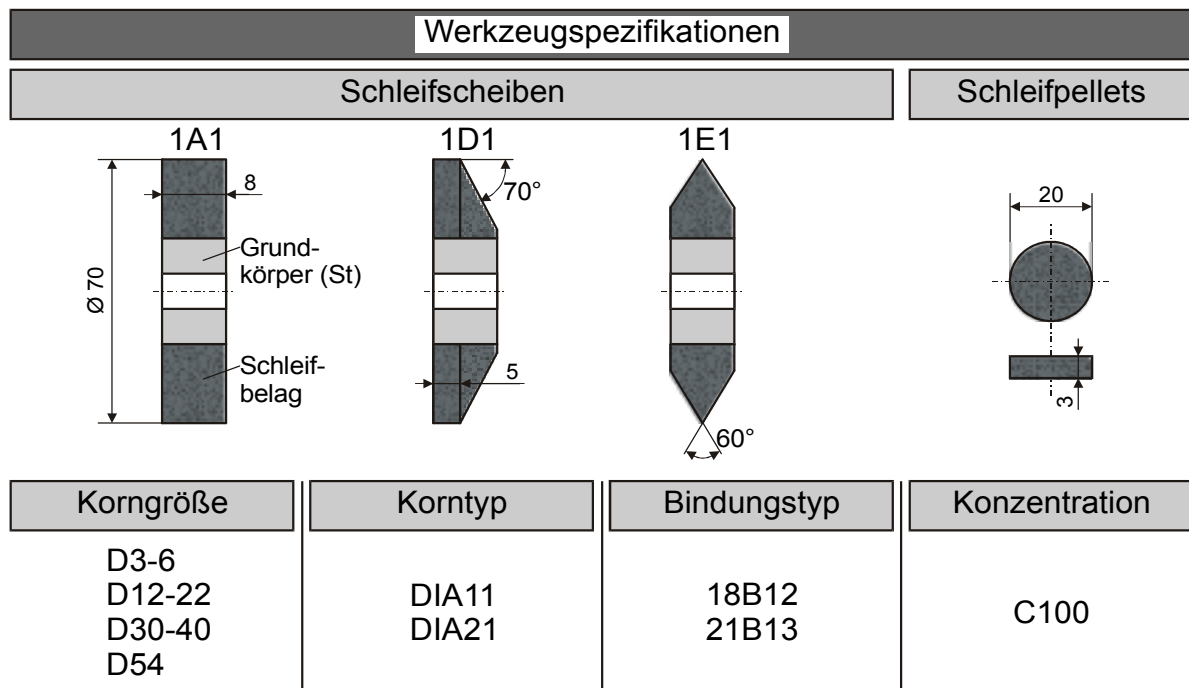 Werkzeugspezifikationen
Schleifscheiben
Schleifpellets
1A1
1D1
1E1
8
70°
20
Grund-
körper (St)
Ø 70
Schleif-
belag
5
3
60°
Korngröße
Korntyp
Bindungstyp
Konzentration
D3-6
D12-22
D30-40
D54
DIA11
DIA21
18B12
21B13
C100